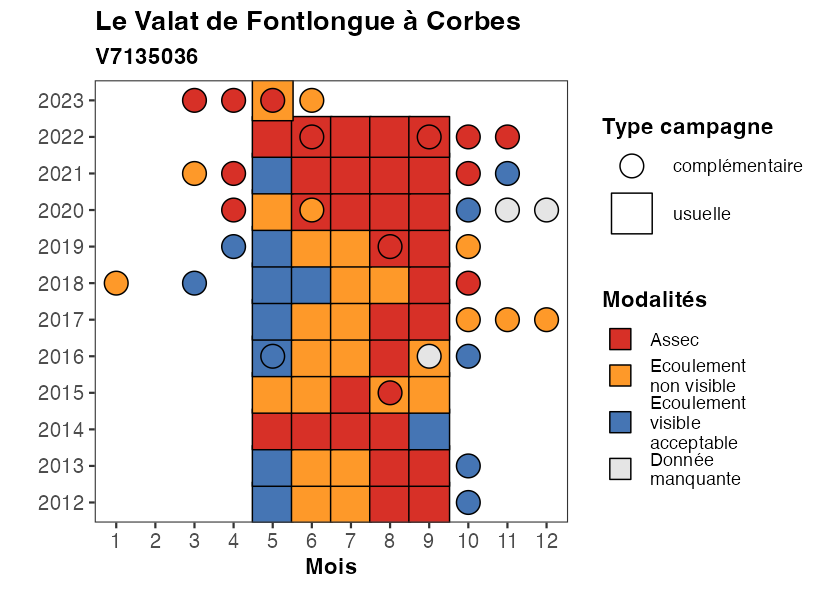 Le Valat de Fontlongue à Corbes
V7135036
2023
2022
2021
2020
2019
2018
2017
2016
2015
2014
2013
2012
1 2 3 4 5 6 7 8 9 10 11 12
Mois
Type campagne
complémentaire
usuelle
Modalités
Assec
Ecoulement
non visible
Ecoulement
visible
acceptable
Donnée
manquante